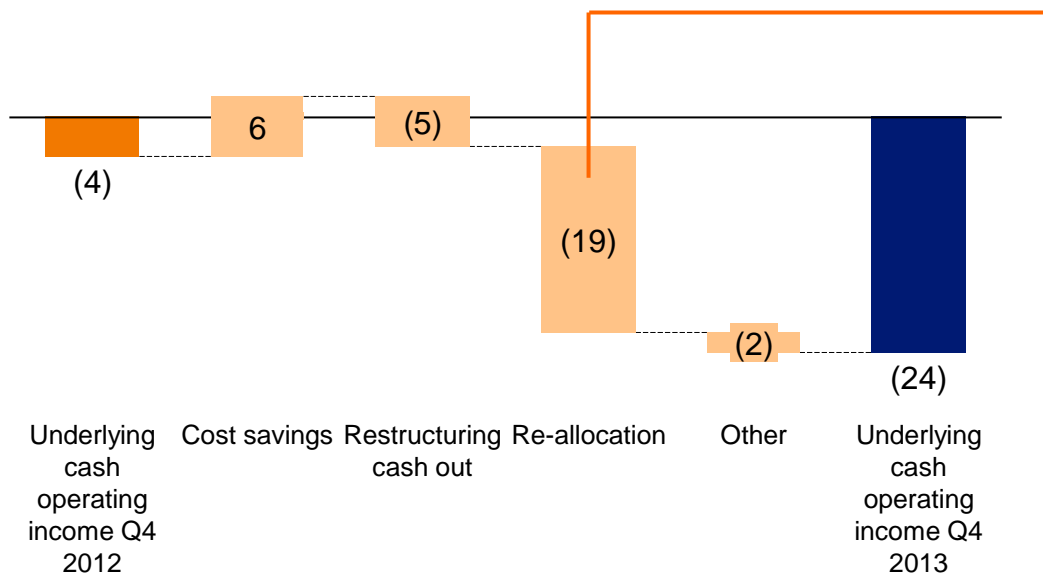 6
(5)
(4)
(19)
(2)
(24)
Underlying
cash
operating
income Q4
2012
Cost savings
Restructuring
cash out
Re-allocation
Other
Underlying
cash
operating
income Q4
2013